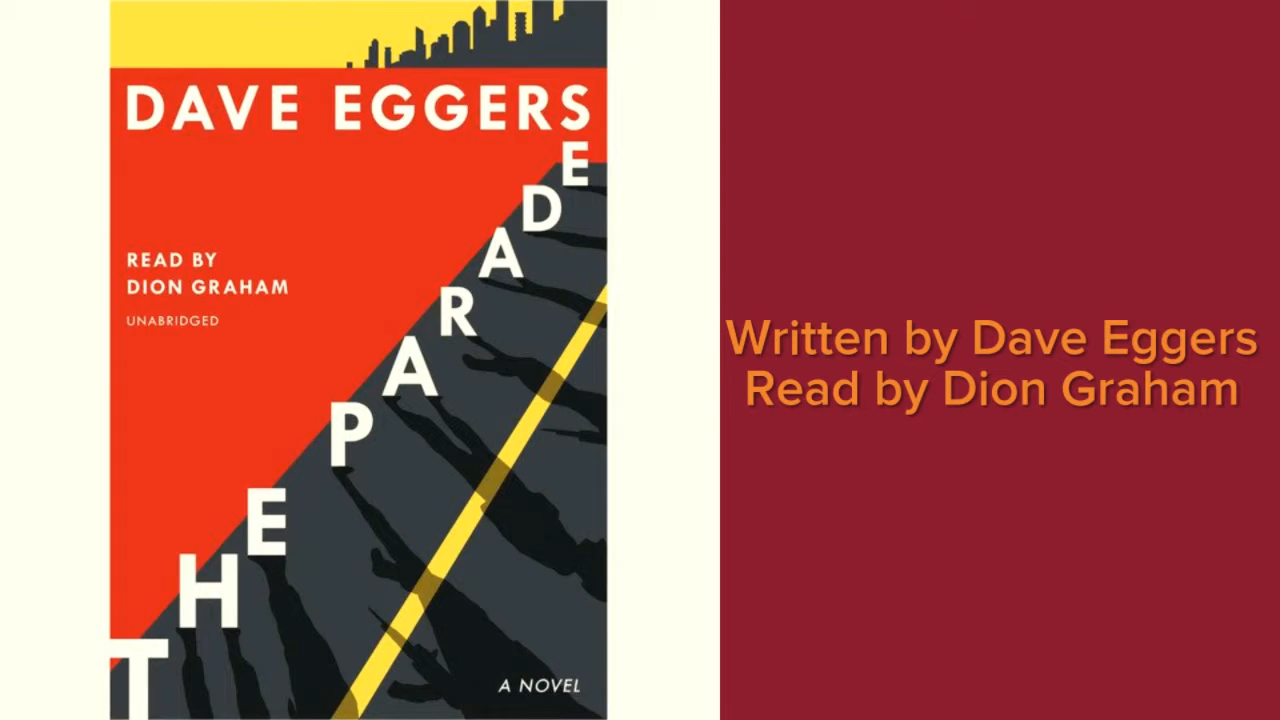 DAVE EGGERS
THE PARADE
READ BY
DION GRAHAM
UNABRIDGED
A NOVEL
Written by Dave Eggers
Read by Dion Graham